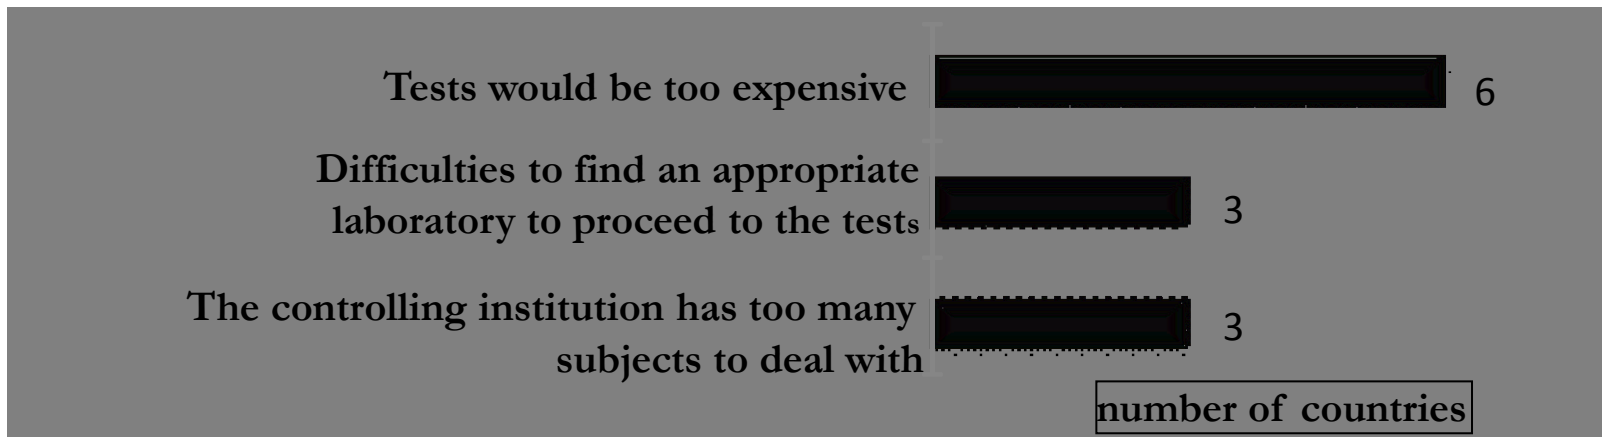 Tests would be too expensive
6
Difficulties to find an appropriate
laboratory to proceed to the tests
3
The controlling institution has too many
subjects to deal with
3
number of countries